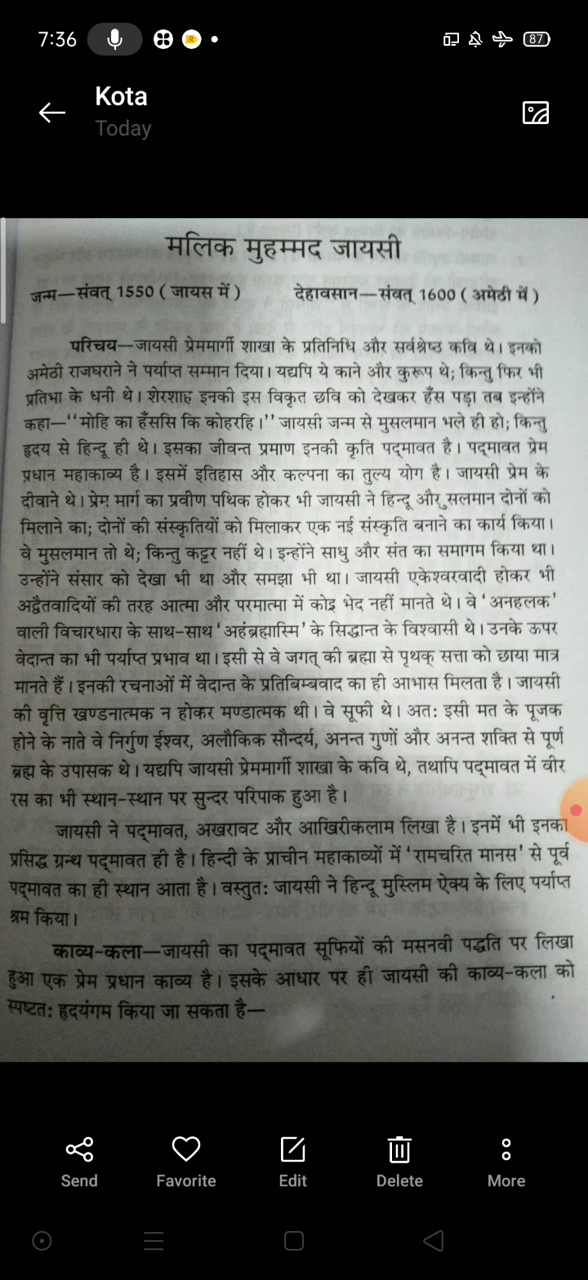 7:36
87
Kota
Today
मलिक मुहम्मद जायसी
जन्म—संवत् 1550 ( जायस में ) देहावसान—संवत् 1600 ( अमेठी में )
परिचय—जायसी प्रेममार्गी शाखा के प्रतिनिधि और सर्वश्रेष्ठ कवि थे। इनको
अमेठी राजघराने ने पर्याप्त सम्मान दिया। यद्यपि ये काने और कुरूप थे; किन्तु फिर भी
प्रतिभा के धनी थे। शेरशाह इनकी इस विकृत छवि को देखकर हँस पड़ा तब इन्होंने
कहा—"मोहि का हँससि कि कोहरहि।" जायसी जन्म से मुसलमान भले ही हो; किन्तु
हृदय से हिन्दू ही थे। इसका जीवन्त प्रमाण इनकी कृति पद्मावत है। पद्मावत प्रेम
प्रधान महाकाव्य है। इसमें इतिहास और कल्पना का तुल्य योग है। जायसी प्रेम के
दीवाने थे। प्रेम मार्ग का प्रवीण पथिक होकर भी जायसी ने हिन्दू और सलमान दोनों को
मिलाने का; दोनों की संस्कृतियों को मिलाकर एक नई संस्कृति बनाने का कार्य किया।
वे मुसलमान तो थे; किन्तु कट्टर नहीं थे। इन्होंने साधु और संत का समागम किया था।
उन्होंने संसार को देखा भी था और समझा भी था। जायसी एकेश्वरवादी होकर भी
अद्वैतवादियों की तरह आत्मा और परमात्मा में कोइ भेद नहीं मानते थे। वे 'अनहलक'
वाली विचारधारा के साथ-साथ 'अहंब्रह्मास्मि' के सिद्धान्त के विश्वासी थे। उनके ऊपर
वेदान्त का भी पर्याप्त प्रभाव था। इसी से वे जगत् की ब्रह्मा से पृथक् सत्ता को छाया मात्र
मानते हैं। इनकी रचनाओं में वेदान्त के प्रतिबिम्बवाद का ही आभास मिलता है। जायसी
की वृत्ति खण्डनात्मक न होकर मण्डात्मक थी। वे सूफी थे। अतः इसी मत के पूजक
होने के नाते वे निर्गुण ईश्वर, अलौकिक सौन्दर्य, अनन्त गुणों और अनन्त शक्ति से पूर्ण
ब्रह्म के उपासक थे। यद्यपि जायसी प्रेममार्गी शाखा के कवि थे, तथापि पद्मावत में वीर
रस का भी स्थान-स्थान पर सुन्दर परिपाक हुआ है।
जायसी ने पद्मावत, अखरावट और आखिरीकलाम लिखा है। इनमें भी इनका
प्रसिद्ध ग्रन्थ पद्मावत ही है। हिन्दी के प्राचीन महाकाव्यों में 'रामचरित मानस' से पूर्व
पद्मावत का ही स्थान आता है। वस्तुतः जायसी ने हिन्दू मुस्लिम ऐक्य के लिए पर्याप्त
श्रम किया।
काव्य-कला—जायसी का पद्मावत सूफियों की मसनवी पद्धति पर लिखा
हुआ एक प्रेम प्रधान काव्य है। इसके आधार पर ही जायसी की काव्य-कला को
स्पष्टतः हृदयंगम किया जा सकता है—
Send Favorite Edit Delete More